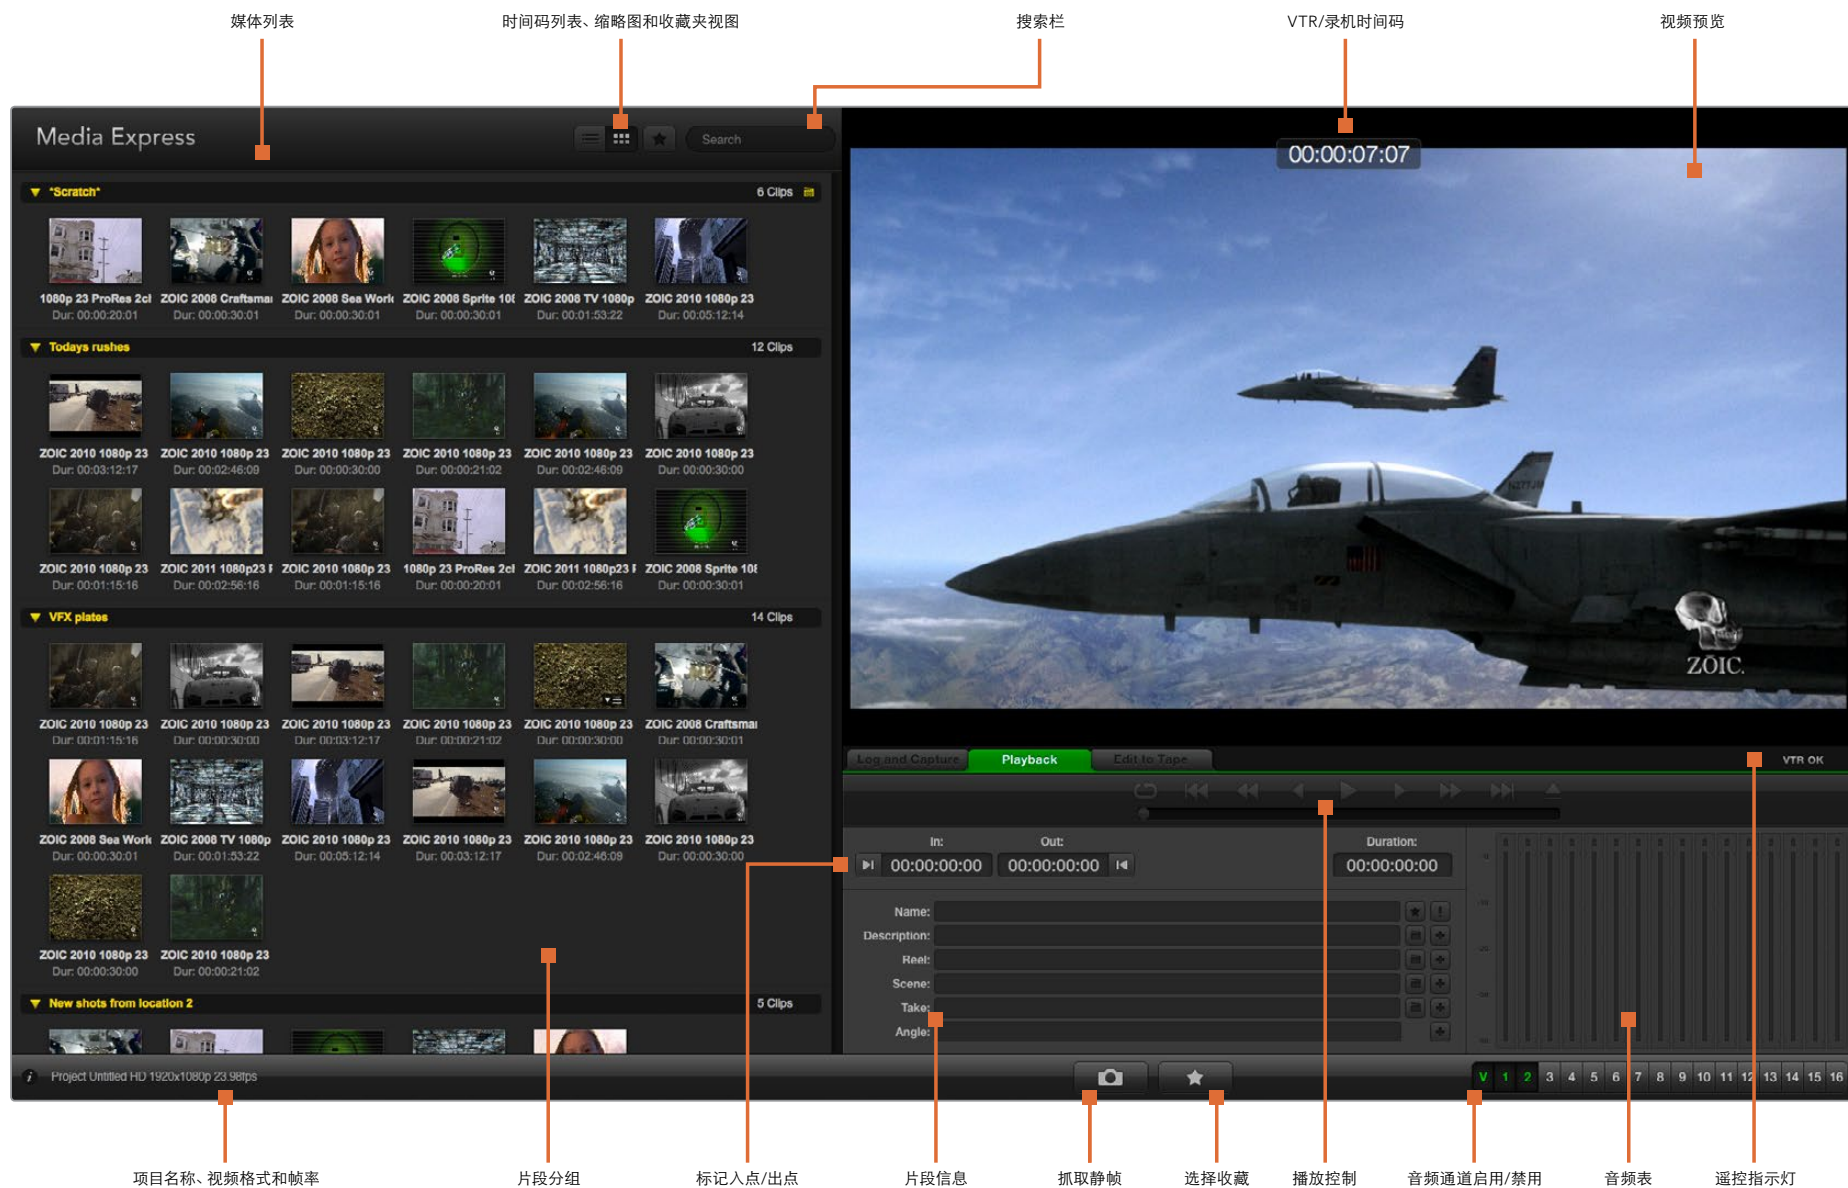 媒体列表
时间码列表、缩略图和收藏夹视图
搜索栏
VTR/录机时间码
视频预览
Media Express
Search
00:00:07:07
*Scratch*
6 Clips
1080p 23 ProRes 2cl
ZOIC 2008 Craftsmai
ZOIC 2008 Sea World
ZOIC 2008 Sprite 108
ZOIC 2008 TV 1080p
ZOIC 2010 1080p 23
Dur: 00:00:20:01
Dur: 00:00:30:01
Dur: 00:00:30:01
Dur: 00:00:30:01
Dur: 00:01:53:22
Dur: 00:05:12:14
Todays rushes
12 Clips
ZOIC 2010 1080p 23
ZOIC 2010 1080p 23
ZOIC 2010 1080p 23
ZOIC 2010 1080p 23
ZOIC 2010 1080p 23
ZOIC 2010 1080p 23
Dur: 00:03:12:17
Dur: 00:02:46:09
Dur: 00:00:30:00
Dur: 00:00:21:02
Dur: 00:02:46:09
Dur: 00:00:30:00
ZOIC 2010 1080p 23
ZOIC 2011 1080p23 F
ZOIC 2010 1080p 23
1080p 23 ProRes 2cl
ZOIC 2011 1080p23 F
ZOIC 2008 Sprite 108
Dur: 00:01:15:16
Dur: 00:02:56:16
Dur: 00:01:15:16
Dur: 00:00:20:01
Dur: 00:02:56:16
Dur: 00:00:30:01
VFX plates
14 Clips
ZOIC 2010 1080p 23
ZOIC 2010 1080p 23
ZOIC 2010 1080p 23
ZOIC 2010 1080p 23
ZOIC 2010 1080p 23
ZOIC 2008 Craftsmai
Dur: 00:01:15:16
Dur: 00:00:30:00
Dur: 00:03:12:17
Dur: 00:00:21:02
Dur: 00:00:30:00
Dur: 00:00:30:01
ZOIC 2008 Sea World
ZOIC 2008 TV 1080p
ZOIC 2010 1080p 23
ZOIC 2010 1080p 23
ZOIC 2010 1080p 23
ZOIC 2010 1080p 23
Dur: 00:00:30:01
Dur: 00:01:53:22
Dur: 00:05:12:14
Dur: 00:03:12:17
Dur: 00:02:46:09
Dur: 00:00:30:00
ZOIC 2010 1080p 23
ZOIC 2010 1080p 23
Dur: 00:00:30:00
Dur: 00:00:21:02
New shots from location 2
5 Clips
Project Untitled HD 1920x1080p 23.98fps
ZOIC.
Log and Capture
Playback
Edit to Tape
VTR OK
In:
Out:
Duration:
00:00:00:00
00:00:00:00
00:00:00:00
Name:
Description:
Reel:
Scene:
Take:
Angle:
V 1 2 3 4 5 6 7 8 9 10 11 12 13 14 15 16
项目名称、视频格式和帧率
片段分组
标记入点/出点
片段信息
抓取静帧
选择收藏
播放控制
音频通道启用/禁用
音频表
遥控指示灯